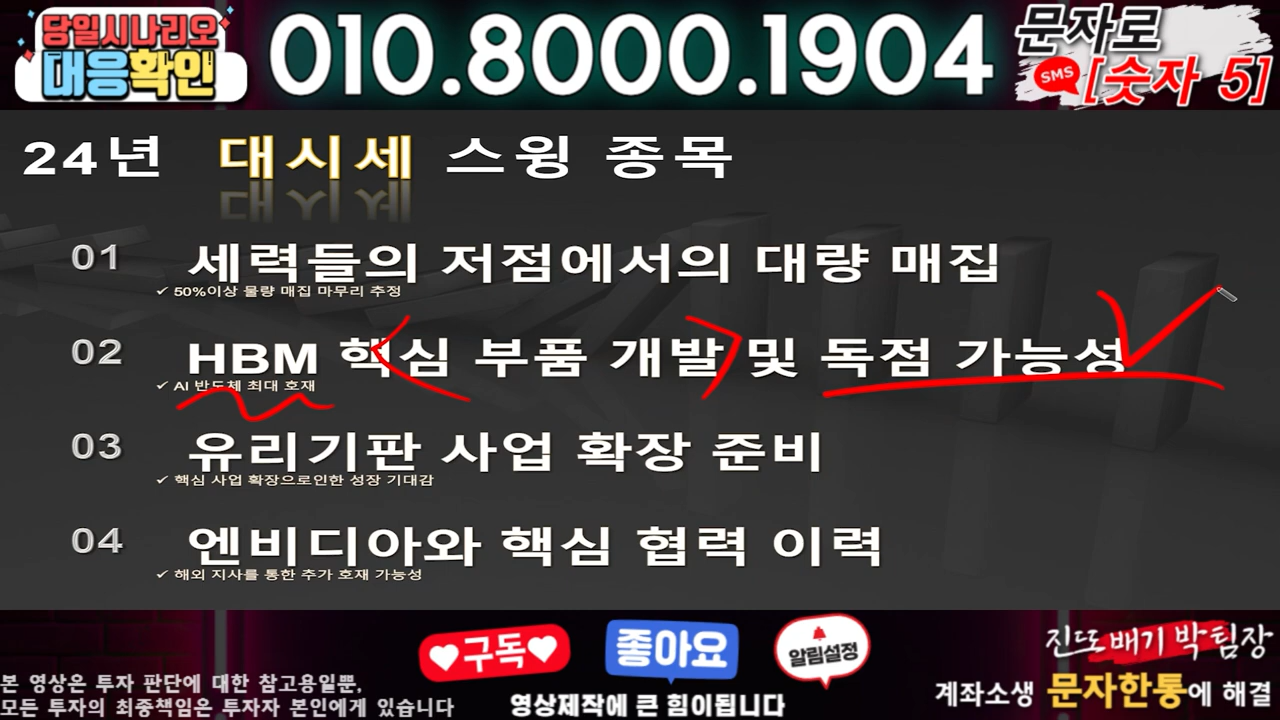 당일시나리오
대응확인
010.8000.1904
문자로
SMS [숫자 5]
24년 대시세 스윙 종목
01 세력들의 저점에서의 대량 매집
✓ 50%이상 물량 매집 마무리 추정
02 HBM 핵심 부품 개발 및 독점 가능성
✓ AI 반도체 최대 호재
03 유리기판 사업 확장 준비
✓ 핵심 사업 확장으로인한 성장 기대감
04 엔비디아와 핵심 협력 이력
✓ 해외 지사를 통한 추가 호재 가능성
구독
좋아요
알림설정
영상제작에 큰 힘이됩니다
본 영상은 투자 판단에 대한 참고용일뿐,
모든 투자의 최종책임은 투자자 본인에게 있습니다
진또배기 박팀장
계좌소생 문자한통에 해결